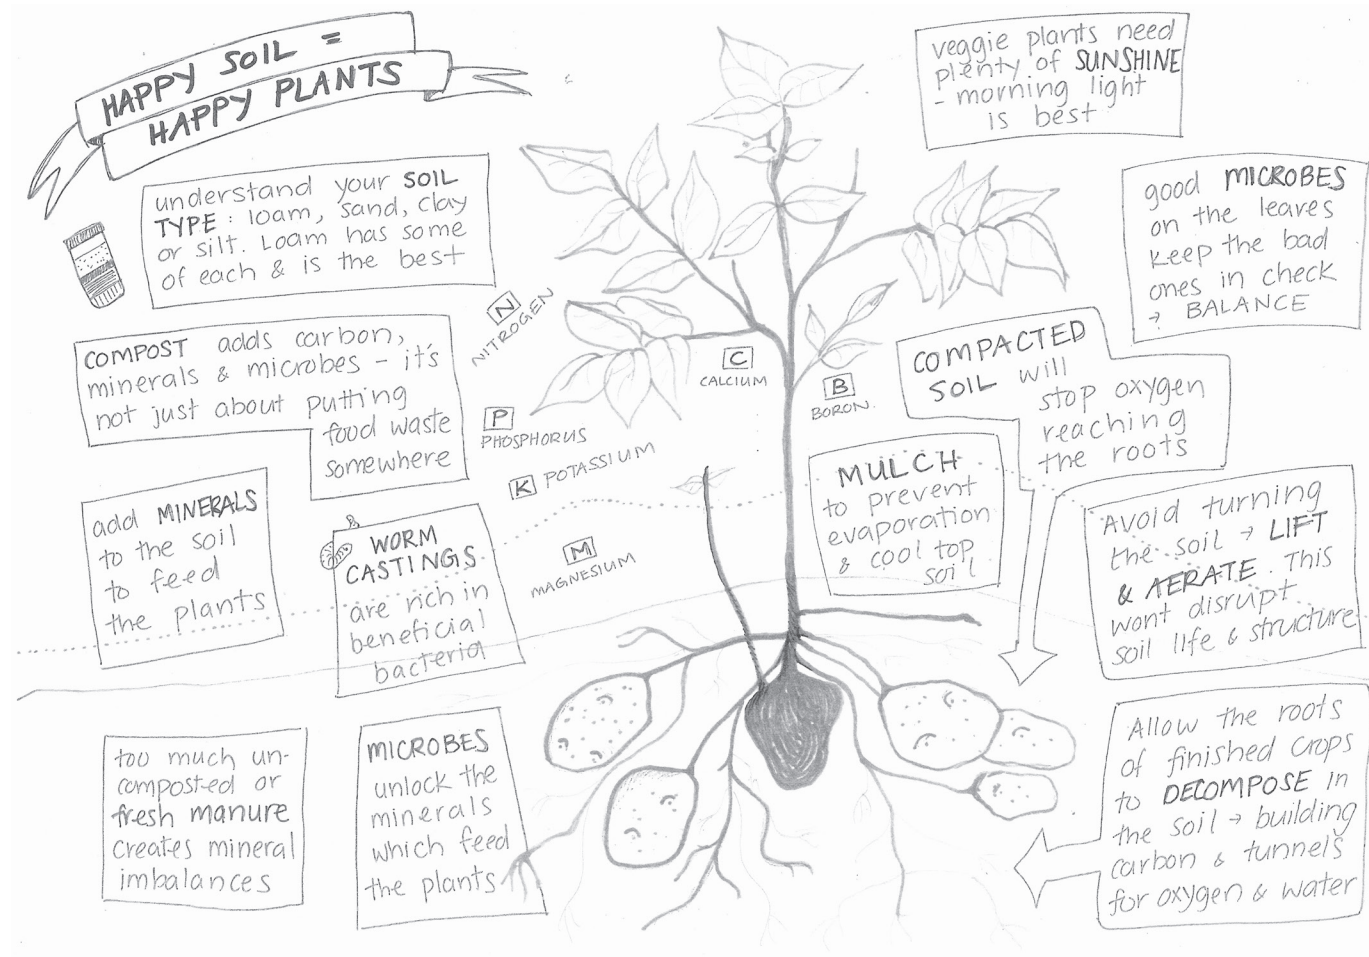 HAPPY SOIL =
HAPPY PLANTS
understand your SOIL
TYPE : loam, sand, clay
or silt. Loam has some
of each & is the best
COMPOST adds carbon,
minerals & microbes - it's
not just about putting
food waste
somewhere
add MINERALS
to the soil
to feed
the plants
WORM
CASTINGS
are rich in
beneficial
bacteria
too much un-
composted or
fresh manure
creates mineral
imbalances
MICROBES
unlock the
minerals
which feed
the plants
N
NITROGEN
P
PHOSPHORUS
K POTASSIUM
M
MAGNESIUM
C
CALCIUM
B
BORON
veggie plants need
plenty of SUNSHINE
- morning light
is best
good MICROBES
on the leaves
keep the bad
ones in check
→ BALANCE
COMPACTED
SOIL will
stop oxygen
reaching
the roots
MULCH
to prevent
evaporation
& cool top
soil
Avoid turning
the soil → LIFT
& AERATE. This
wont disrupt
soil life & structure
Allow the roots
of finished crops
to DECOMPOSE in
the soil → building
carbon & tunnels
for oxygen & water